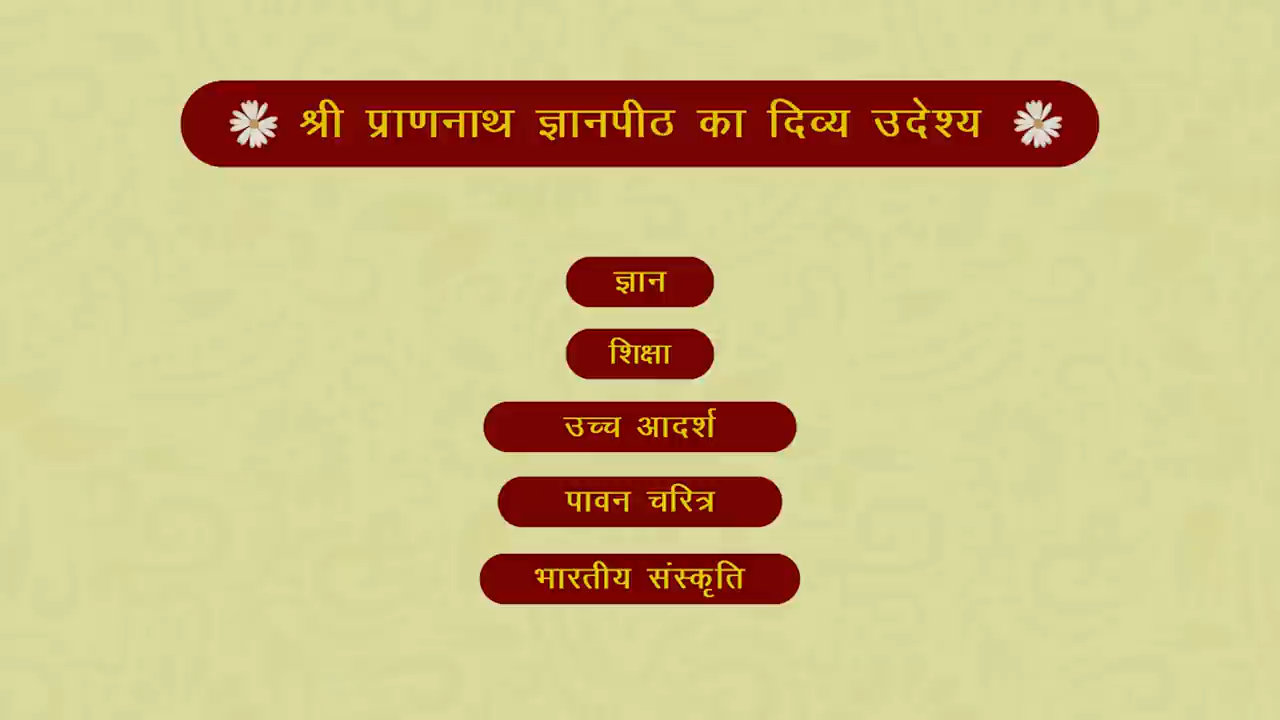 श्री प्राणनाथ ज्ञानपीठ का दिव्य उदेश्य
ज्ञान
शिक्षा
उच्च आदर्श
पावन चरित्र
भारतीय संस्कृति